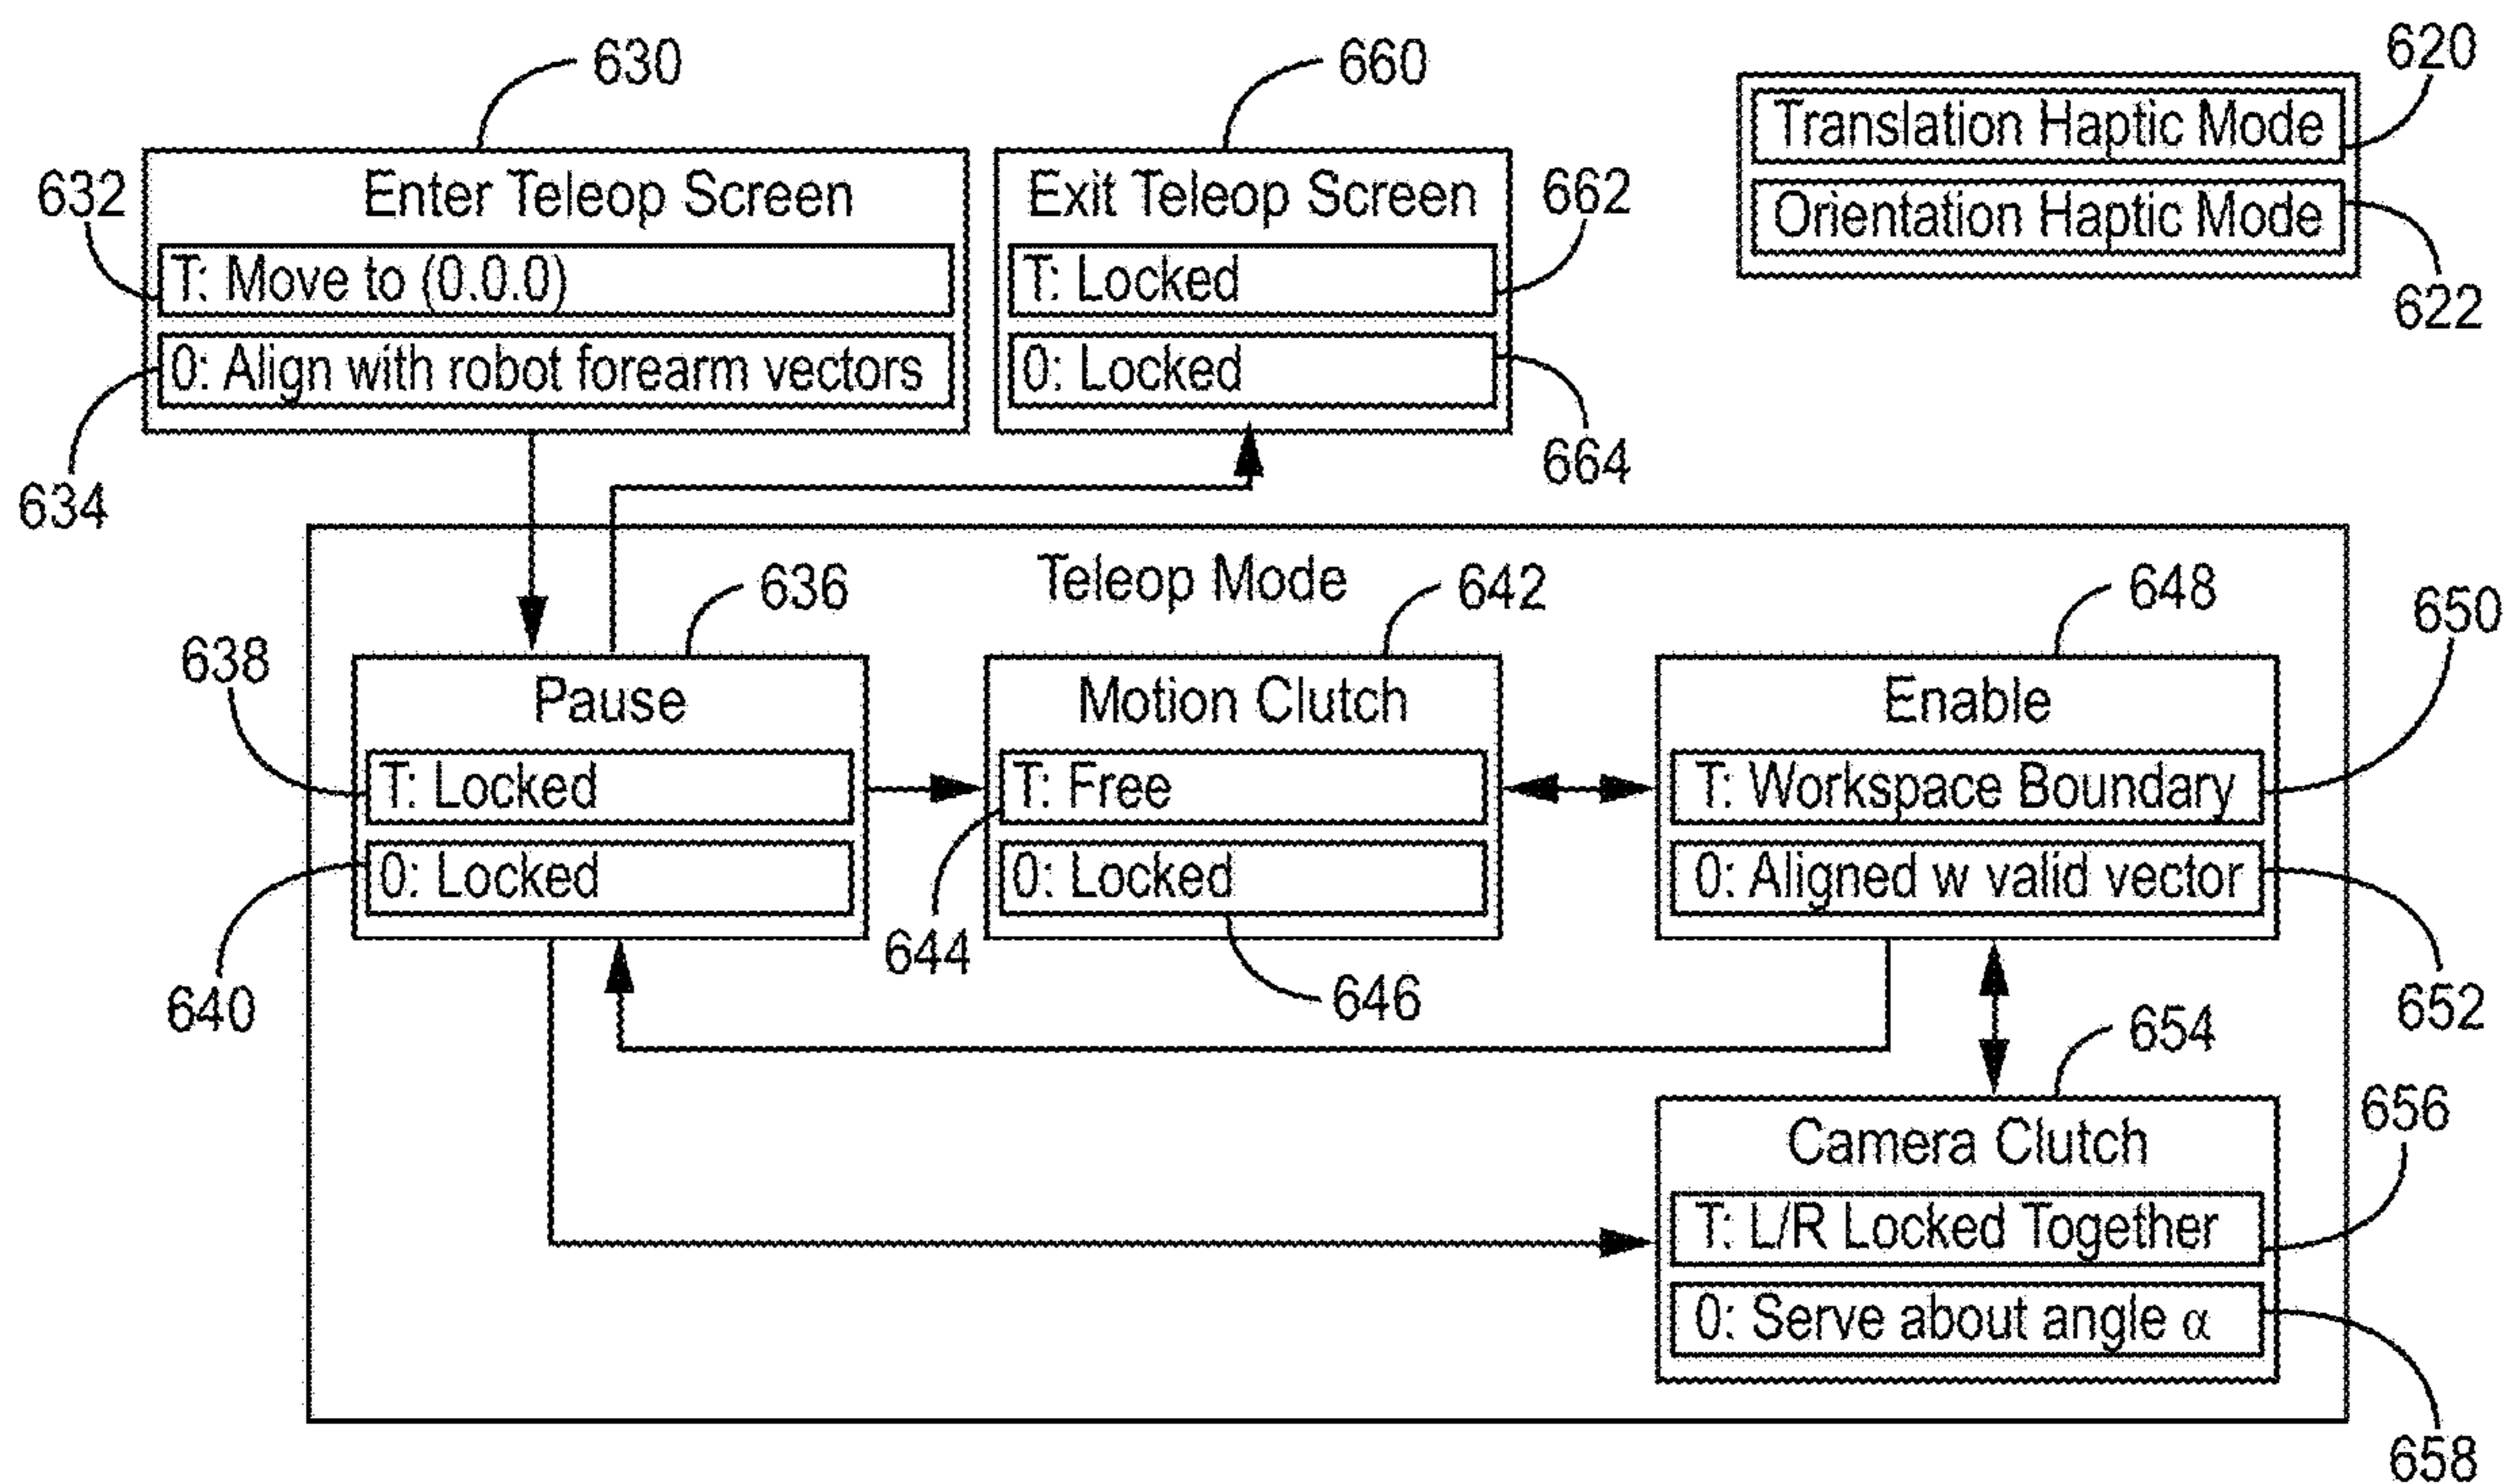 630
660
620
Translation Haptic Mode
Orientation Haptic Mode
622
632
Enter Teleop Screen
T: Move to (0.0.0)
0: Align with robot forearm vectors
634
Exit Teleop Screen
662
T: Locked
0: Locked
664
Teleop Mode
636
642
648
650
638
Pause
T: Locked
0: Locked
640
Motion Clutch
T: Free
0: Locked
644
646
Enable
T: Workspace Boundary
0: Aligned w valid vector
652
654
656
Camera Clutch
T: L/R Locked Together
0: Serve about angle α
658